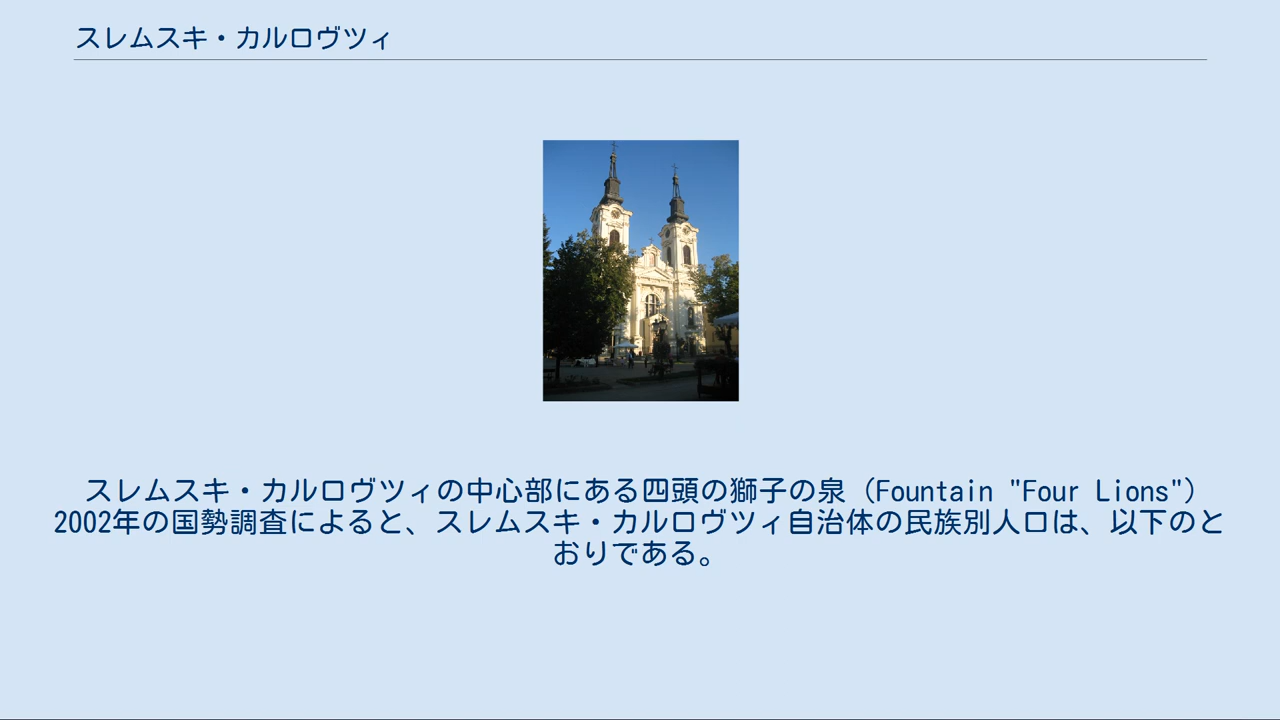 スレムスキ・カルロヴツィ
スレムスキ・カルロヴツィの中心部にある四頭の獅子の泉（Fountain "Four Lions"）
2002年の国勢調査によると、スレムスキ・カルロヴツィ自治体の民族別人口は、以下のと
おりである。